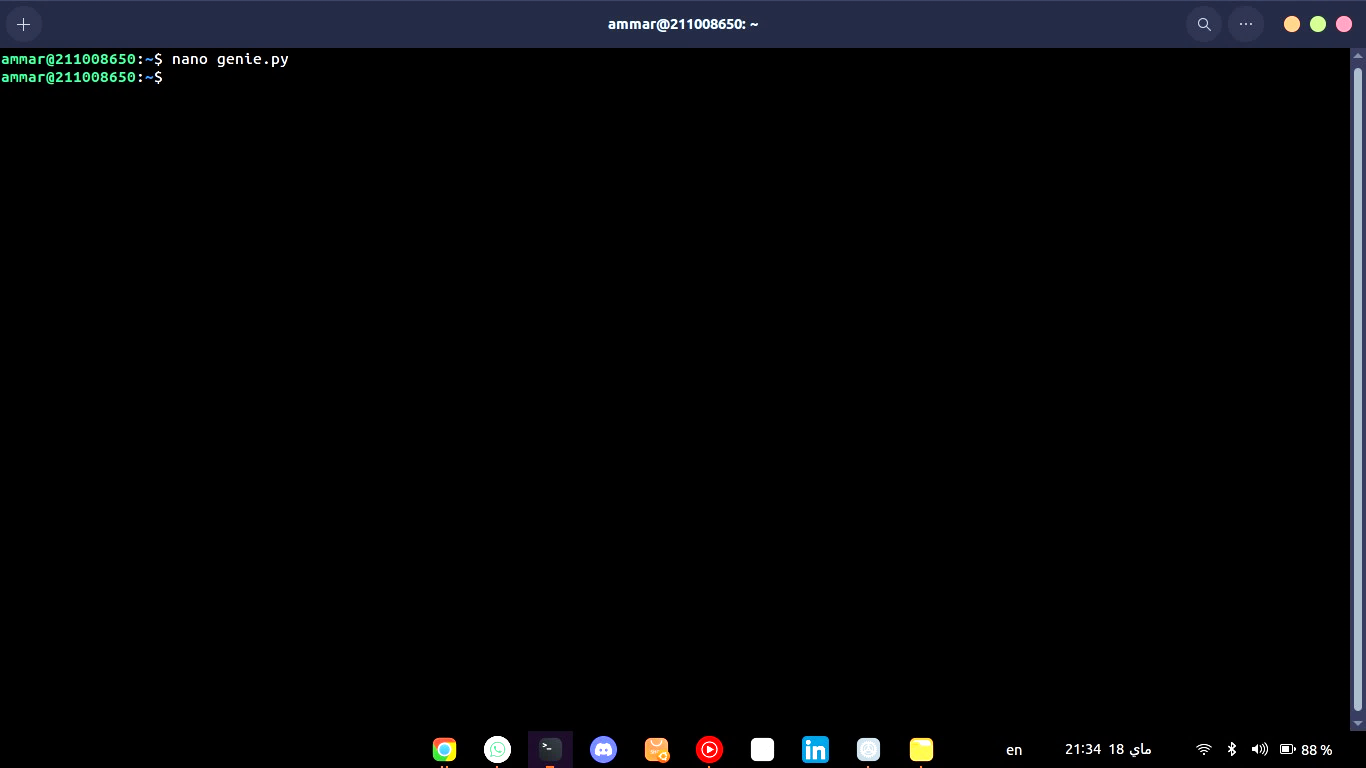 ammar@211008650: ~
ammar@211008650:~$ nano genie.py
ammar@211008650:~$
en
21:34 18 ماي
88 %